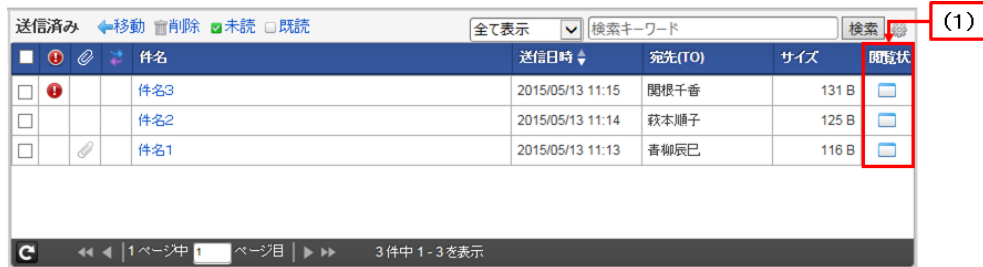 送信済み 移動 削除 未読 既読 全て表示 検索キーワード 検索 (1)
件名 送信日時 宛先(TO) サイズ 閲覧状
件名3 2015/05/13 11:15 関根千香 131 B
件名2 2015/05/13 11:14 萩本順子 125 B
件名1 2015/05/13 11:13 青柳辰巳 116 B
1 ページ中 1 ページ目 3 件中 1 - 3 を表示